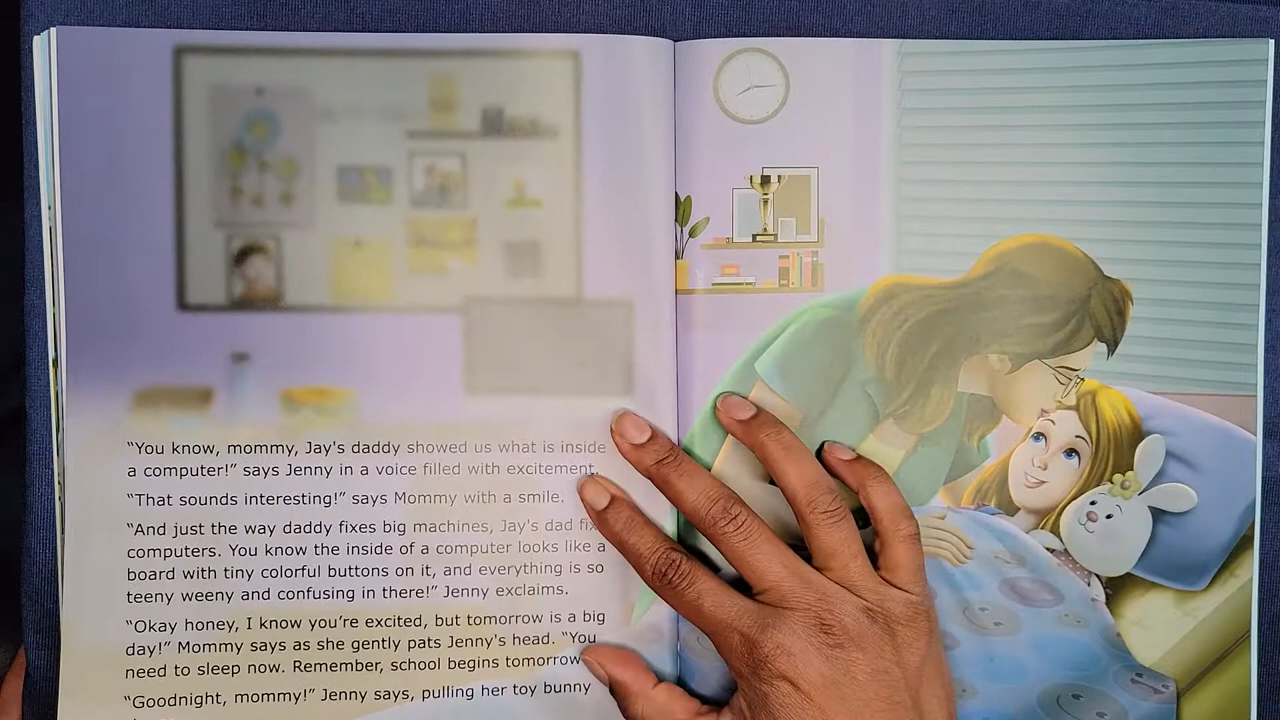 “You know, mommy, Jay's daddy showed us what is inside
a computer!” says Jenny in a voice filled with excitement.
“That sounds interesting!” says Mommy with a smile.
“And just the way daddy fixes big machines, Jay's dad fix
computers. You know the inside of a computer looks like a
board with tiny colorful buttons on it, and everything is so
teeny weeny and confusing in there!” Jenny exclaims.
“Okay honey, I know you’re excited, but tomorrow is a big
day!” Mommy says as she gently pats Jenny's head. “You
need to sleep now. Remember, school begins tomorrow
“Goodnight, mommy!” Jenny says, pulling her toy bunny